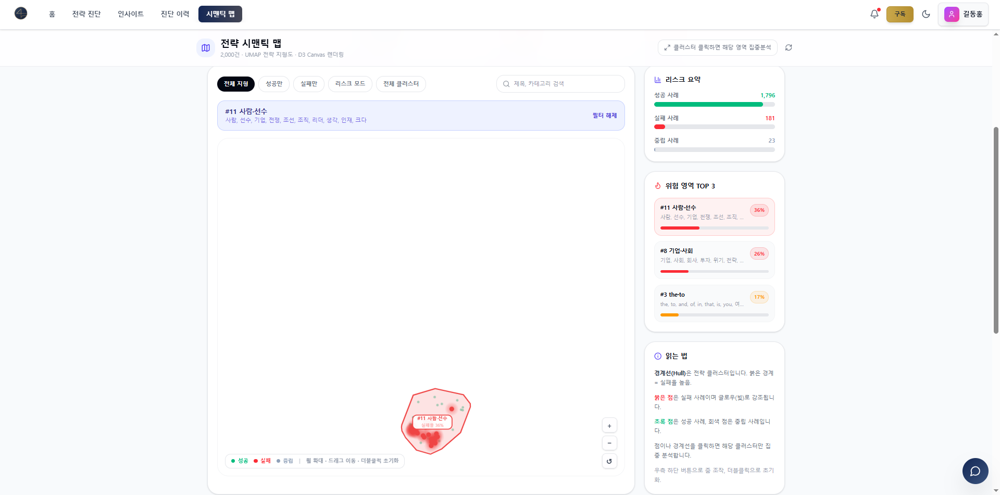 홈
전략 진단
인사이트
진단 이력
시맨틱 맵
구독
길동홍
전략 시맨틱 맵
2,000건 · UMAP 전략 지형도 · D3 Canvas 렌더링
클러스터 클릭하면 해당 영역 집중분석
전체 지형
성공만
실패만
리스크 모드
전체 클러스터
제목, 카테고리 검색
#11 사람·선수
사람, 선수, 기업, 전쟁, 조선, 조직, 리더, 생각, 인재, 크다
필터 해제
#11 사람·선수
실패율 36%
+
−
↺
성공
실패
중립
|
휠 확대 · 드래그 이동 · 더블클릭 초기화
리스크 요약
성공 사례
1,796
실패 사례
181
중립 사례
23
위험 영역 TOP 3
#11 사람·선수
36%
사람, 선수, 기업, 전쟁, 조선, 조직, ...
#8 기업·사회
26%
기업, 사회, 회사, 투자, 위기, 전략, ...
#3 the·to
17%
the, to, and, of, in, that, is, you, 여...
읽는 법
경계선(Hull)은 전략 클러스터입니다. 붉은 경계
= 실패율 높음.
붉은 점은 실패 사례이며 글로우(빛)로 강조됩니
다.
초록 점은 성공 사례, 회색 점은 중립 사례입니
다.
점이나 경계선을 클릭하면 해당 클러스터만 집
중 분석합니다.
우측 하단 버튼으로 줌 조작, 더블클릭으로 초기
화.